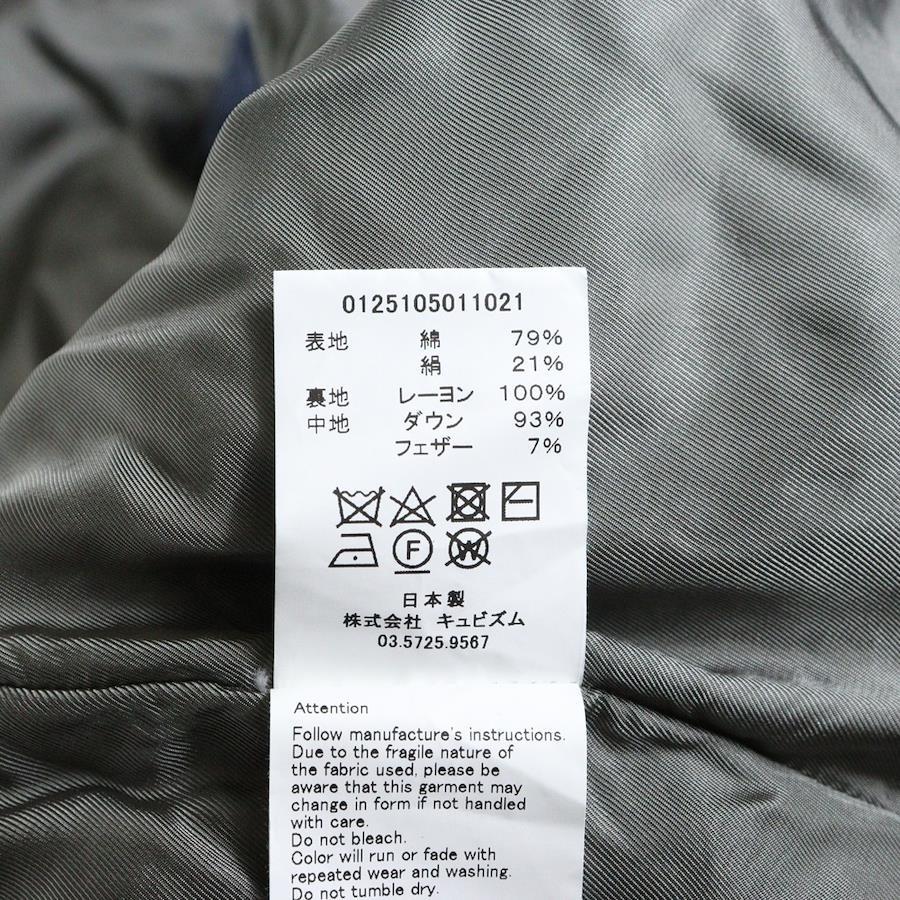 0125105011021
表地 綿 79%
絹 21%
裏地 レーヨン 100%
中地 ダウン 93%
フェザー 7%
F W
日本製
株式会社 キュビズム
03.5725.9567
Attention
Follow manufacture's instructions.
Due to the fragile nature of
the fabric used, please be
aware that this garment may
change in form if not handled
with care.
Do not bleach.
Color will run or fade with
repeated wear and washing.
Do not tumble dry.